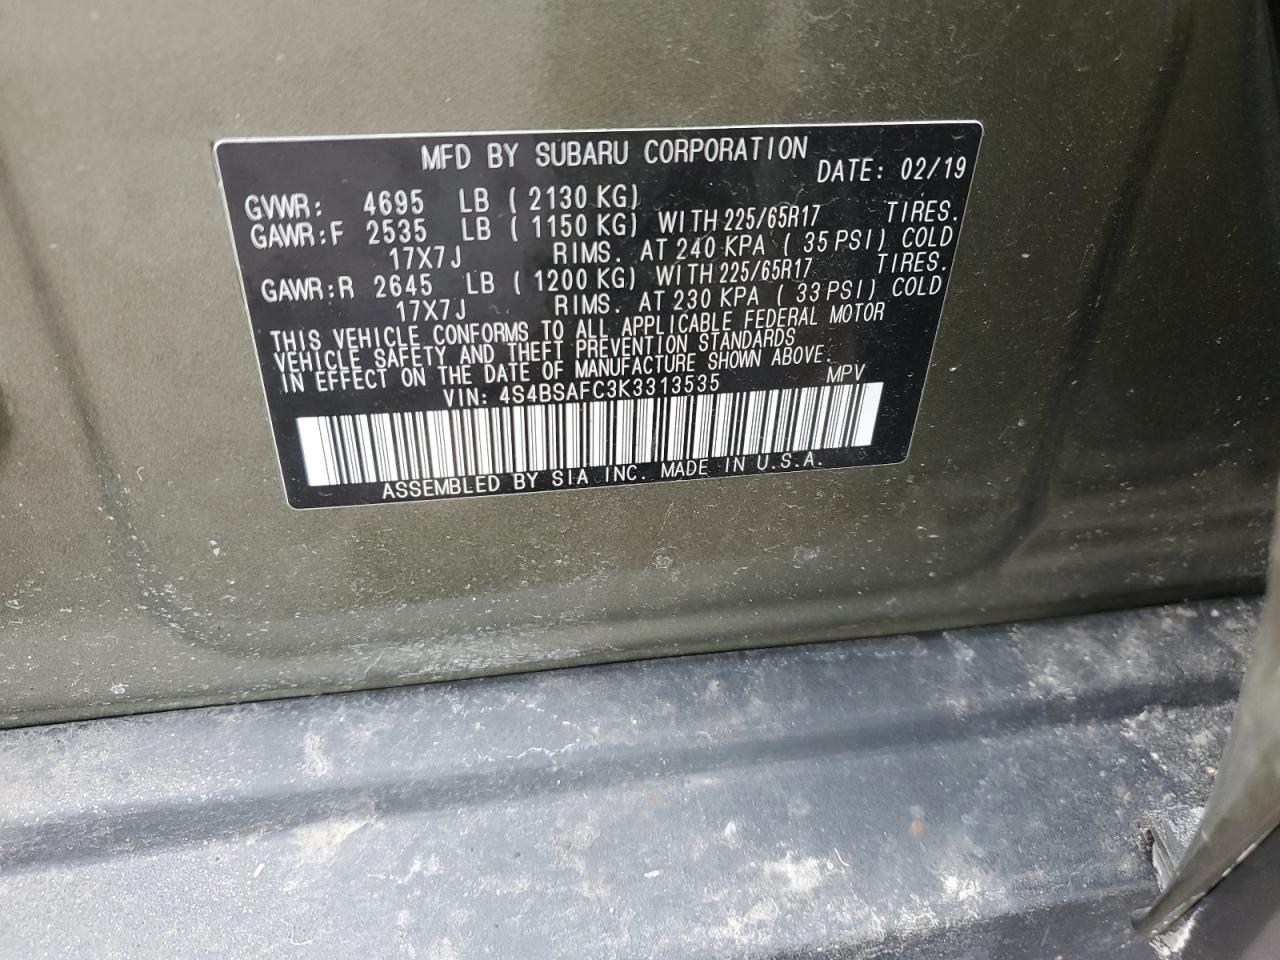 MFD BY SUBARU CORPORATION
DATE: 02/19
GVWR: 4695 LB ( 2130 KG)
GAWR:F 2535 LB ( 1150 KG) WITH 225/65R17 TIRES.
17X7J RIMS. AT 240 KPA ( 35 PSI) COLD
GAWR:R 2645 LB ( 1200 KG) WITH 225/65R17 TIRES.
17X7J RIMS. AT 230 KPA ( 33 PSI) COLD
THIS VEHICLE CONFORMS TO ALL APPLICABLE FEDERAL MOTOR
VEHICLE SAFETY AND THEFT PREVENTION STANDARDS
IN EFFECT ON THE DATE OF MANUFACTURE SHOWN ABOVE.
VIN: 4S4BSAFC3K3313535 MPV
ASSEMBLED BY SIA INC. MADE IN U.S.A.